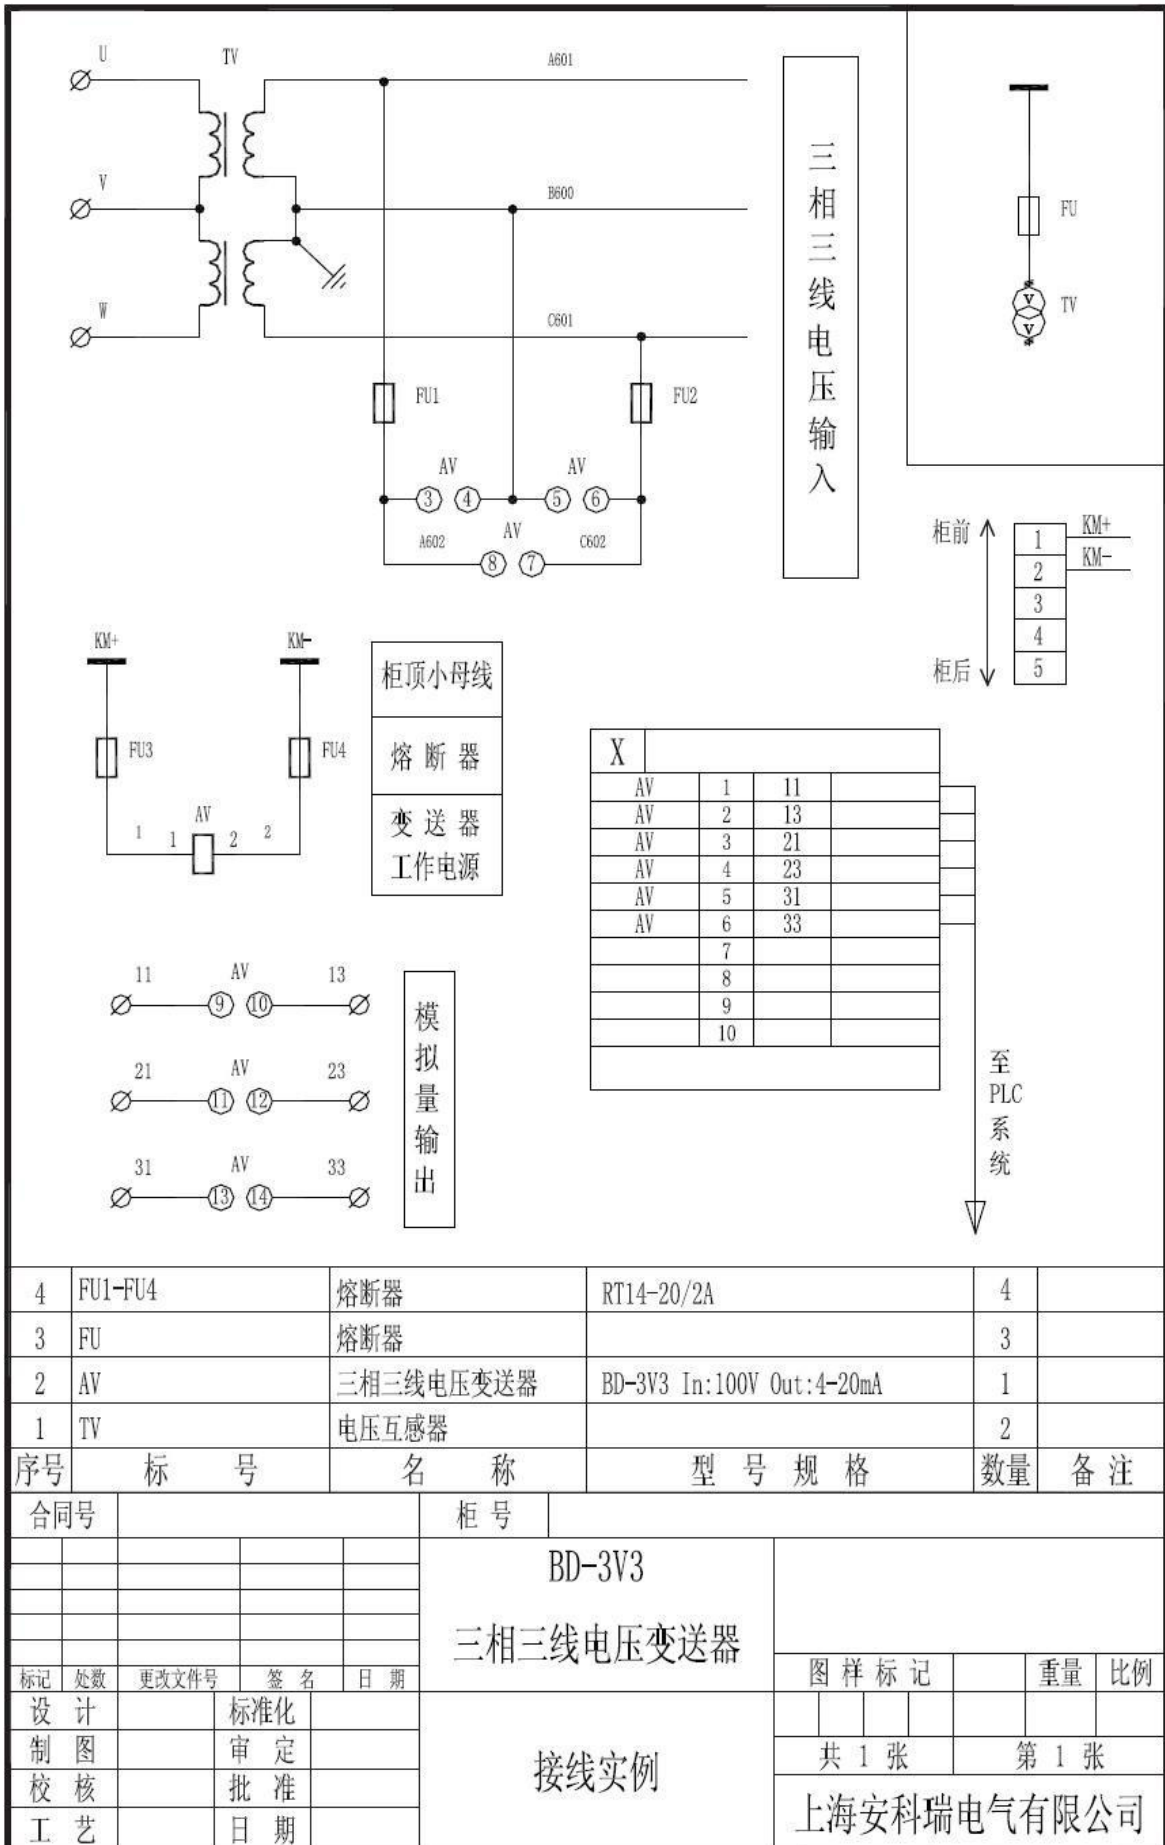 U
TV
A601
V
B600
W
C601
FU1
FU2
AV
AV
③ ④
⑤ ⑥
A602
AV
C602
⑧ ⑦
三相三线电压输入
FU
V
V
TV
柜前
柜后
1 KM+
2 KM-
3
4
5
KM+
KM-
FU3
FU4
AV
1 1 2 2
柜顶小母线
熔断器
变送器
工作电源
X
AV 1 11
AV 2 13
AV 3 21
AV 4 23
AV 5 31
AV 6 33
7
8
9
10
至
PLC
系
统
11 AV 13
⑨ ⑩
21 AV 23
⑪ ⑫
31 AV 33
⑬ ⑭
模拟量输出
4 FU1-FU4 熔断器 RT14-20/2A 4
3 FU 熔断器 3
2 AV 三相三线电压变送器 BD-3V3 In:100V Out:4-20mA 1
1 TV 电压互感器 2
序号 标号 名称 型号规格 数量 备注
合同号 柜号
BD-3V3
三相三线电压变送器
标记 处数 更改文件号 签名 日期
图样标记 重量 比例
设计 标准化
制图 审定
校核 批准
工艺 日期
接线实例
共1张 第1张
上海安科瑞电气有限公司